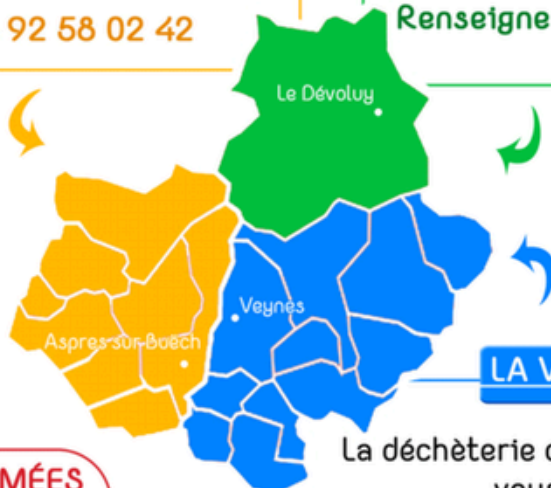 92 58 02 42
Renseigne
Le Dévoluy
Veynes
Aspres sur Buëch
LA V
La déchèterie
MÉES